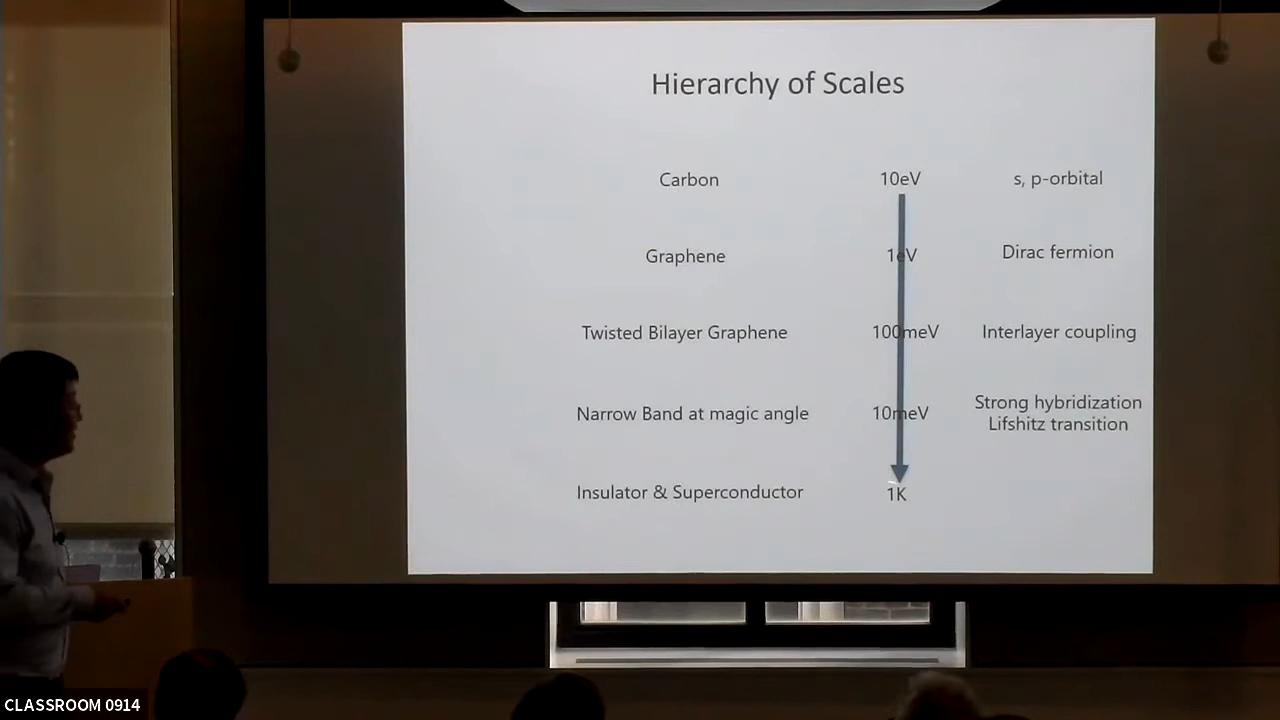 Hierarchy of Scales
Carbon 10eV s, p-orbital
Graphene 1eV Dirac fermion
Twisted Bilayer Graphene 100meV Interlayer coupling
Narrow Band at magic angle 10meV Strong hybridization
Lifshitz transition
Insulator & Superconductor 1K
CLASSROOM 0914